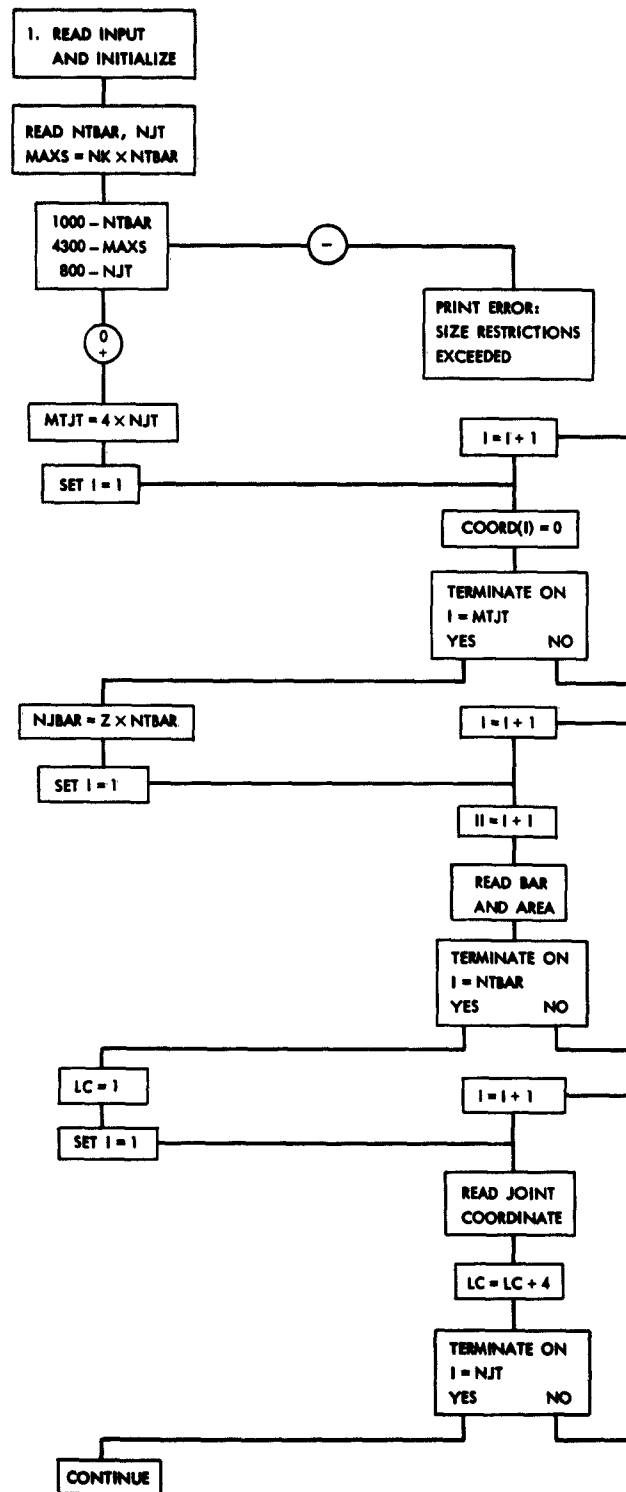 1. READ INPUT
AND INITIALIZE
READ NTBAR, NJT
MAXS = NK × NTBAR
1000 – NTBAR
4300 – MAXS
800 – NJT
–
PRINT ERROR:
SIZE RESTRICTIONS
EXCEEDED
0
+
MTJT = 4 × NJT
I = I + 1
SET I = 1
COORD(I) = 0
TERMINATE ON
I = MTJT
YES NO
NJBAR = Z × NTBAR
I = I + 1
SET I = 1
II = I + I
READ BAR
AND AREA
TERMINATE ON
I = NTBAR
YES NO
LC = 1
I = I + 1
SET I = 1
READ JOINT
COORDINATE
LC = LC + 4
TERMINATE ON
I = NJT
YES NO
CONTINUE